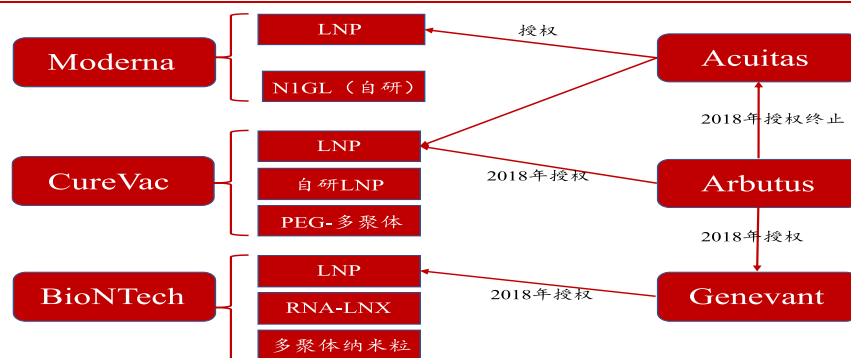 LNP
授权
Moderna
Acuitas
N1GL（自研）
2018年授权终止
LNP
CureVac
自研LNP
2018年授权
Arbutus
PEG-多聚体
2018年授权
LNP
BioNTech
RNA-LNX
2018年授权
Genevant
多聚体纳米粒